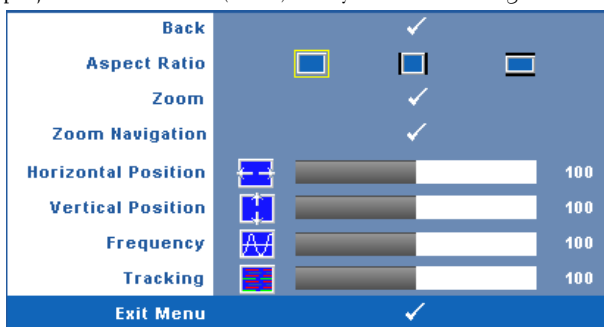 Back
Aspect Ratio
Zoom
Zoom Navigation
Horizontal Position 100
Vertical Position 100
Frequency 100
Tracking 100
Exit Menu